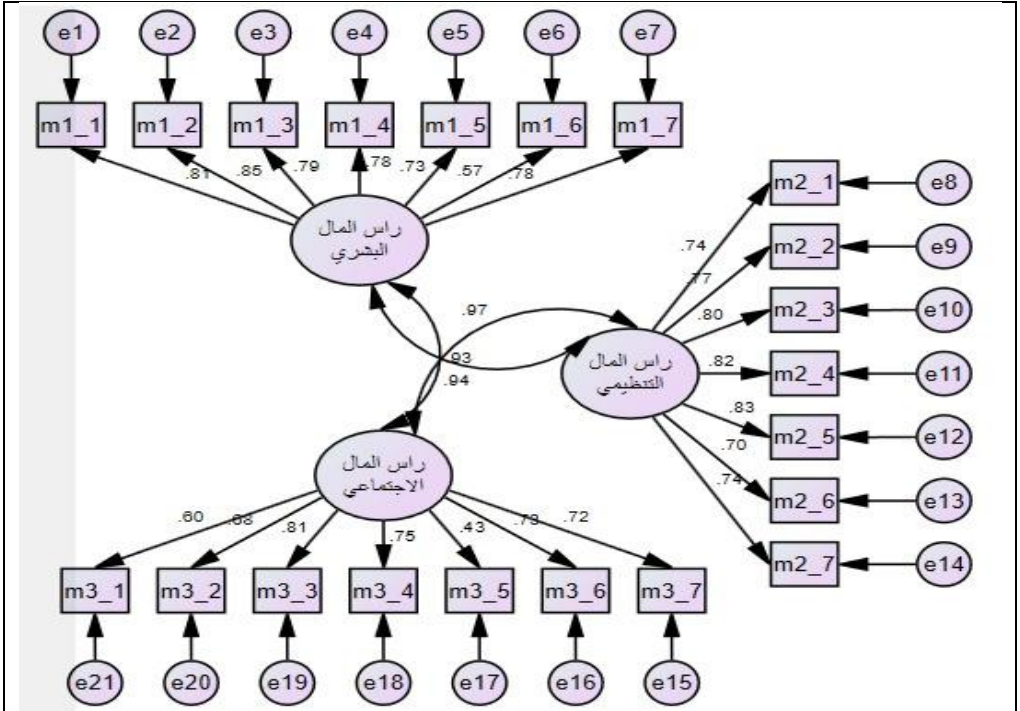 e1 e2 e3 e4 e5 e6 e7
m1_1 m1_2 m1_3 m1_4 m1_5 m1_6 m1_7
.81 .85 .79 .78 .73 .57 .78
راس المال
البشري
m2_1 e8
.74
m2_2 e9
.77
m2_3 e10
.80
راس المال
التنظيمي
.82
m2_4 e11
.83
m2_5 e12
.70
m2_6 e13
.74
m2_7 e14
.97
.93
.94
راس المال
الاجتماعي
.60 .68 .81 .75 .43 .73 .72
m3_1 m3_2 m3_3 m3_4 m3_5 m3_6 m3_7
e21 e20 e19 e18 e17 e16 e15